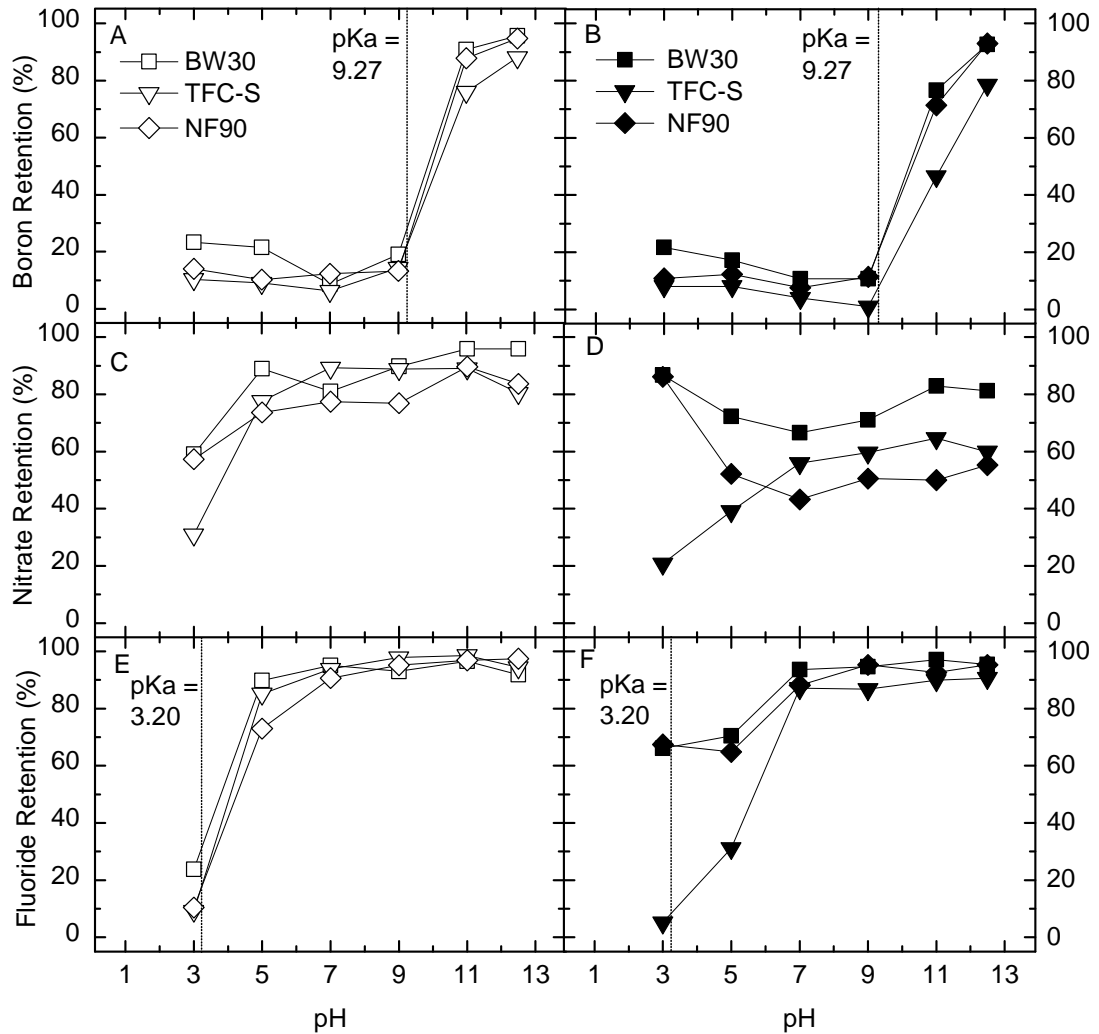 A
pKa =
9.27
BW30
TFC-S
NF90
Boron Retention (%)
100
80
60
40
20
0
B
pKa =
9.27
BW30
TFC-S
NF90
100
80
60
40
20
0
C
Nitrate Retention (%)
100
80
60
40
20
0
D
100
80
60
40
20
0
E
pKa =
3.20
Fluoride Retention (%)
100
80
60
40
20
0
F
pKa =
3.20
100
80
60
40
20
0
1 3 5 7 9 11 13
pH
1 3 5 7 9 11 13
pH